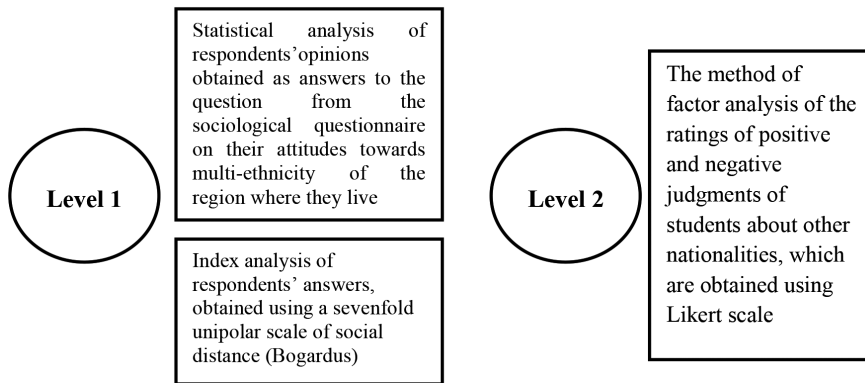 Level 1
Statistical analysis of
respondents’opinions
obtained as answers to the
question from the
sociological questionnaire
on their attitudes towards
multi-ethnicity of the
region where they live
Index analysis of
respondents’ answers,
obtained using a sevenfold
unipolar scale of social
distance (Bogardus)
Level 2
The method of
factor analysis of the
ratings of positive
and negative
judgments of
students about other
nationalities, which
are obtained using
Likert scale